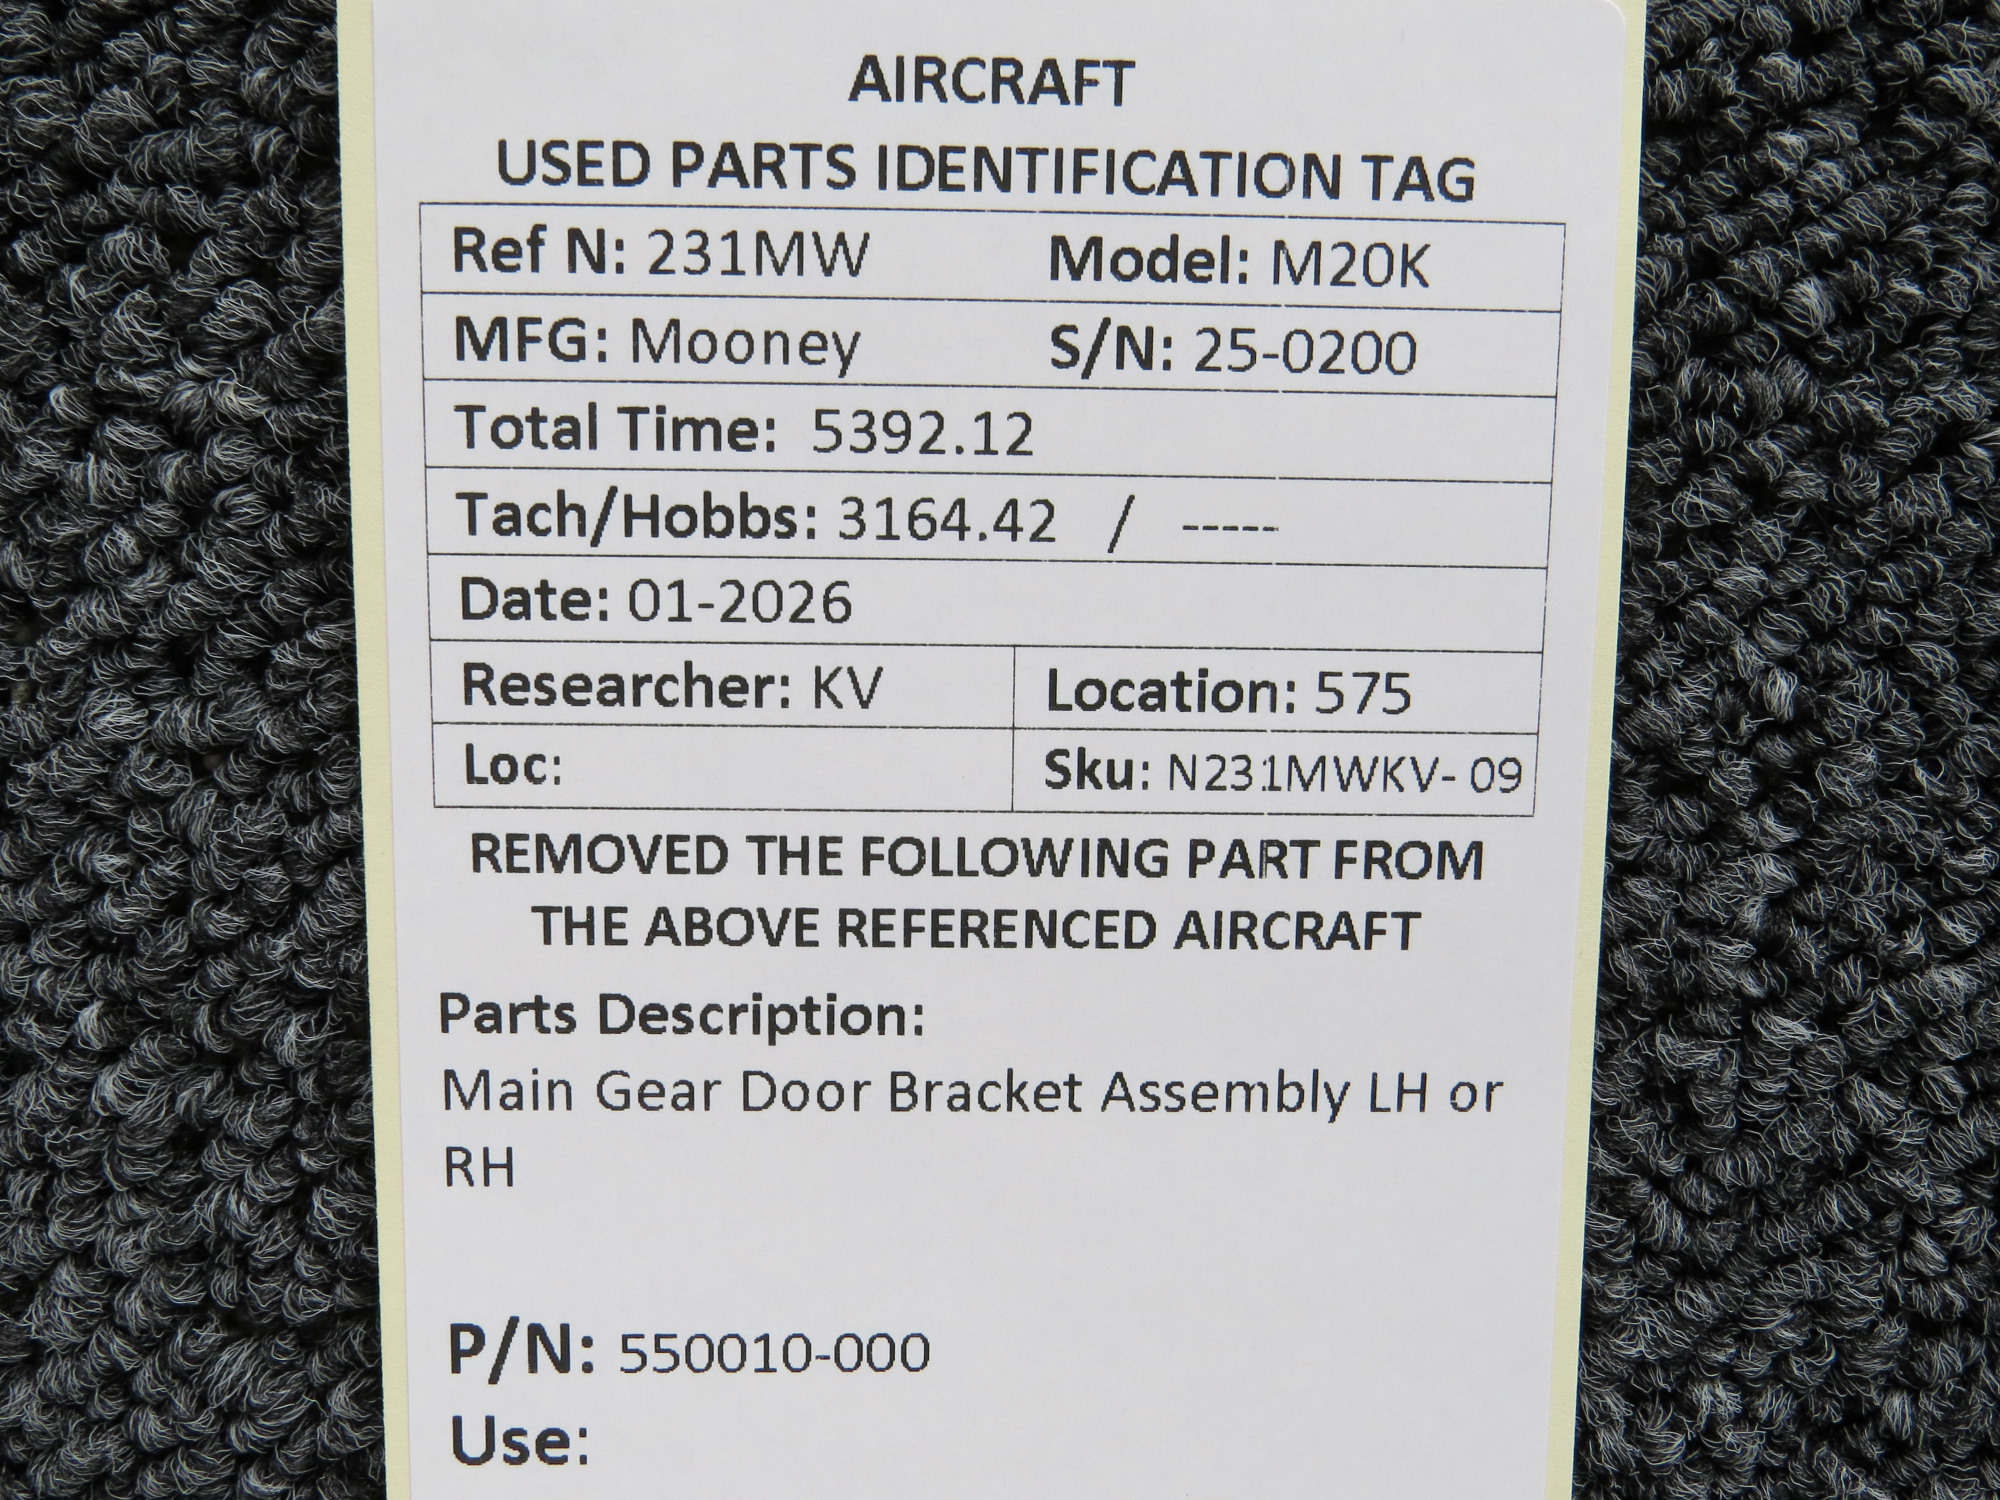 AIRCRAFT
USED PARTS IDENTIFICATION TAG
Ref N: 231MW Model: M20K
MFG: Mooney S/N: 25-0200
Total Time: 5392.12
Tach/Hobbs: 3164.42 / -----
Date: 01-2026
Researcher: KV Location: 575
Loc: Sku: N231MWKV- 09
REMOVED THE FOLLOWING PART FROM
THE ABOVE REFERENCED AIRCRAFT
Parts Description:
Main Gear Door Bracket Assembly LH or
RH
P/N: 550010-000
Use: